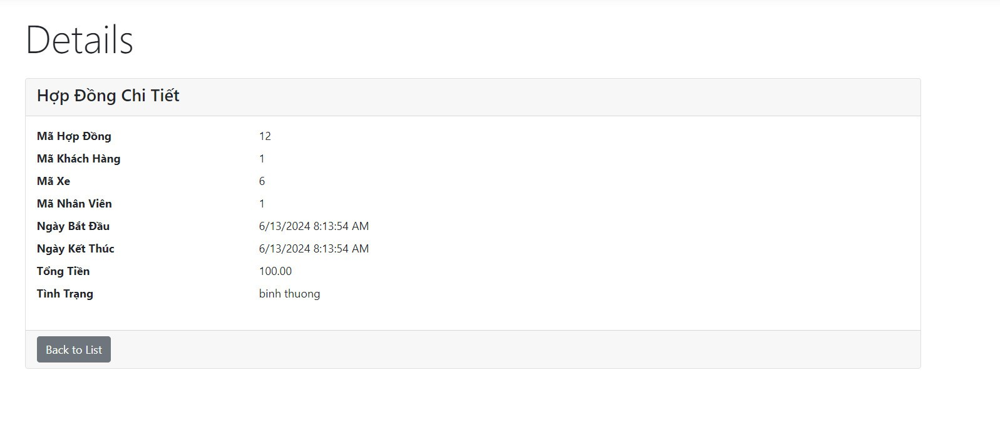 Details
Hợp Đồng Chi Tiết
Mã Hợp Đồng 12
Mã Khách Hàng 1
Mã Xe 6
Mã Nhân Viên 1
Ngày Bắt Đầu 6/13/2024 8:13:54 AM
Ngày Kết Thúc 6/13/2024 8:13:54 AM
Tổng Tiền 100.00
Tình Trạng binh thuong
Back to List